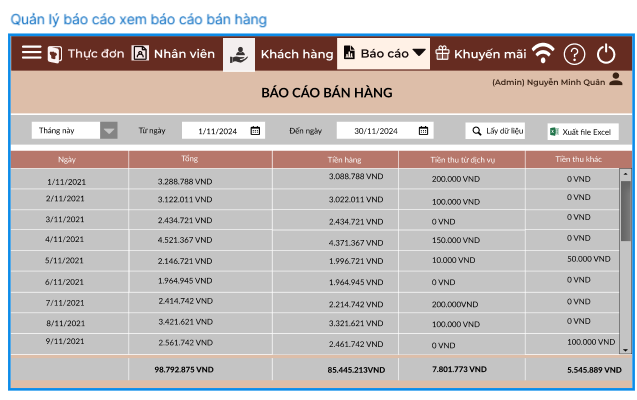 Quản lý báo cáo xem báo cáo bán hàng
Thực đơn Nhân viên Khách hàng Báo cáo Khuyến mãi
(Admin) Nguyễn Minh Quân
BÁO CÁO BÁN HÀNG
Tháng này Từ ngày 1/11/2024 Đến ngày 30/11/2024 Lấy dữ liệu Xuất file Excel
Ngày Tổng Tiền hàng Tiền thu từ dịch vụ Tiền thu khác
1/11/2021 3.288.788 VND 3.088.788 VND 200.000 VND 0 VND
2/11/2021 3.122.011 VND 3.022.011 VND 100.000 VND 0 VND
3/11/2021 2.434.721 VND 2.434.721 VND 0 VND 0 VND
4/11/2021 4.521.367 VND 4.371.367 VND 150.000 VND 0 VND
5/11/2021 2.146.721 VND 1.996.721 VND 10.000 VND 50.000 VND
6/11/2021 1.964.945 VND 1.964.945 VND 0 VND 0 VND
7/11/2021 2.414.742 VND 2.214.742 VND 200.000VND 0 VND
8/11/2021 3.421.621 VND 3.321.621 VND 100.000 VND 0 VND
9/11/2021 2.561.742 VND 2.461.742 VND 0 VND 100.000 VND
98.792.875 VND 85.445.213VND 7.801.773 VND 5.545.889 VND